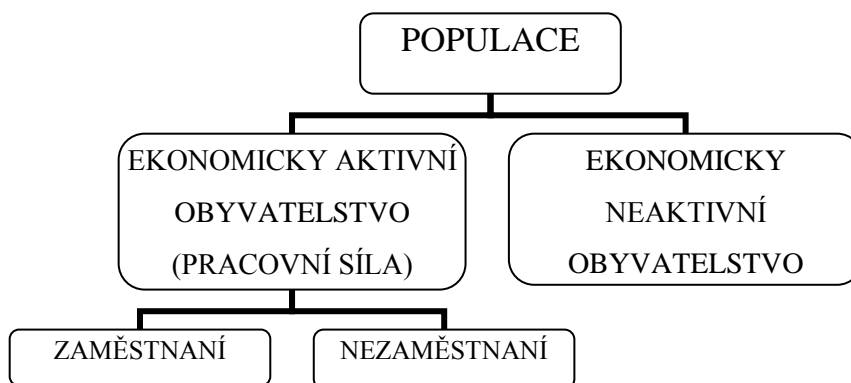 POPULACE
EKONOMICKY AKTIVNÍ
OBYVATELSTVO
(PRACOVNÍ SÍLA)
EKONOMICKY
NEAKTIVNÍ
OBYVATELSTVO
ZAMĚSTNANÍ
NEZAMĚSTNANÍ